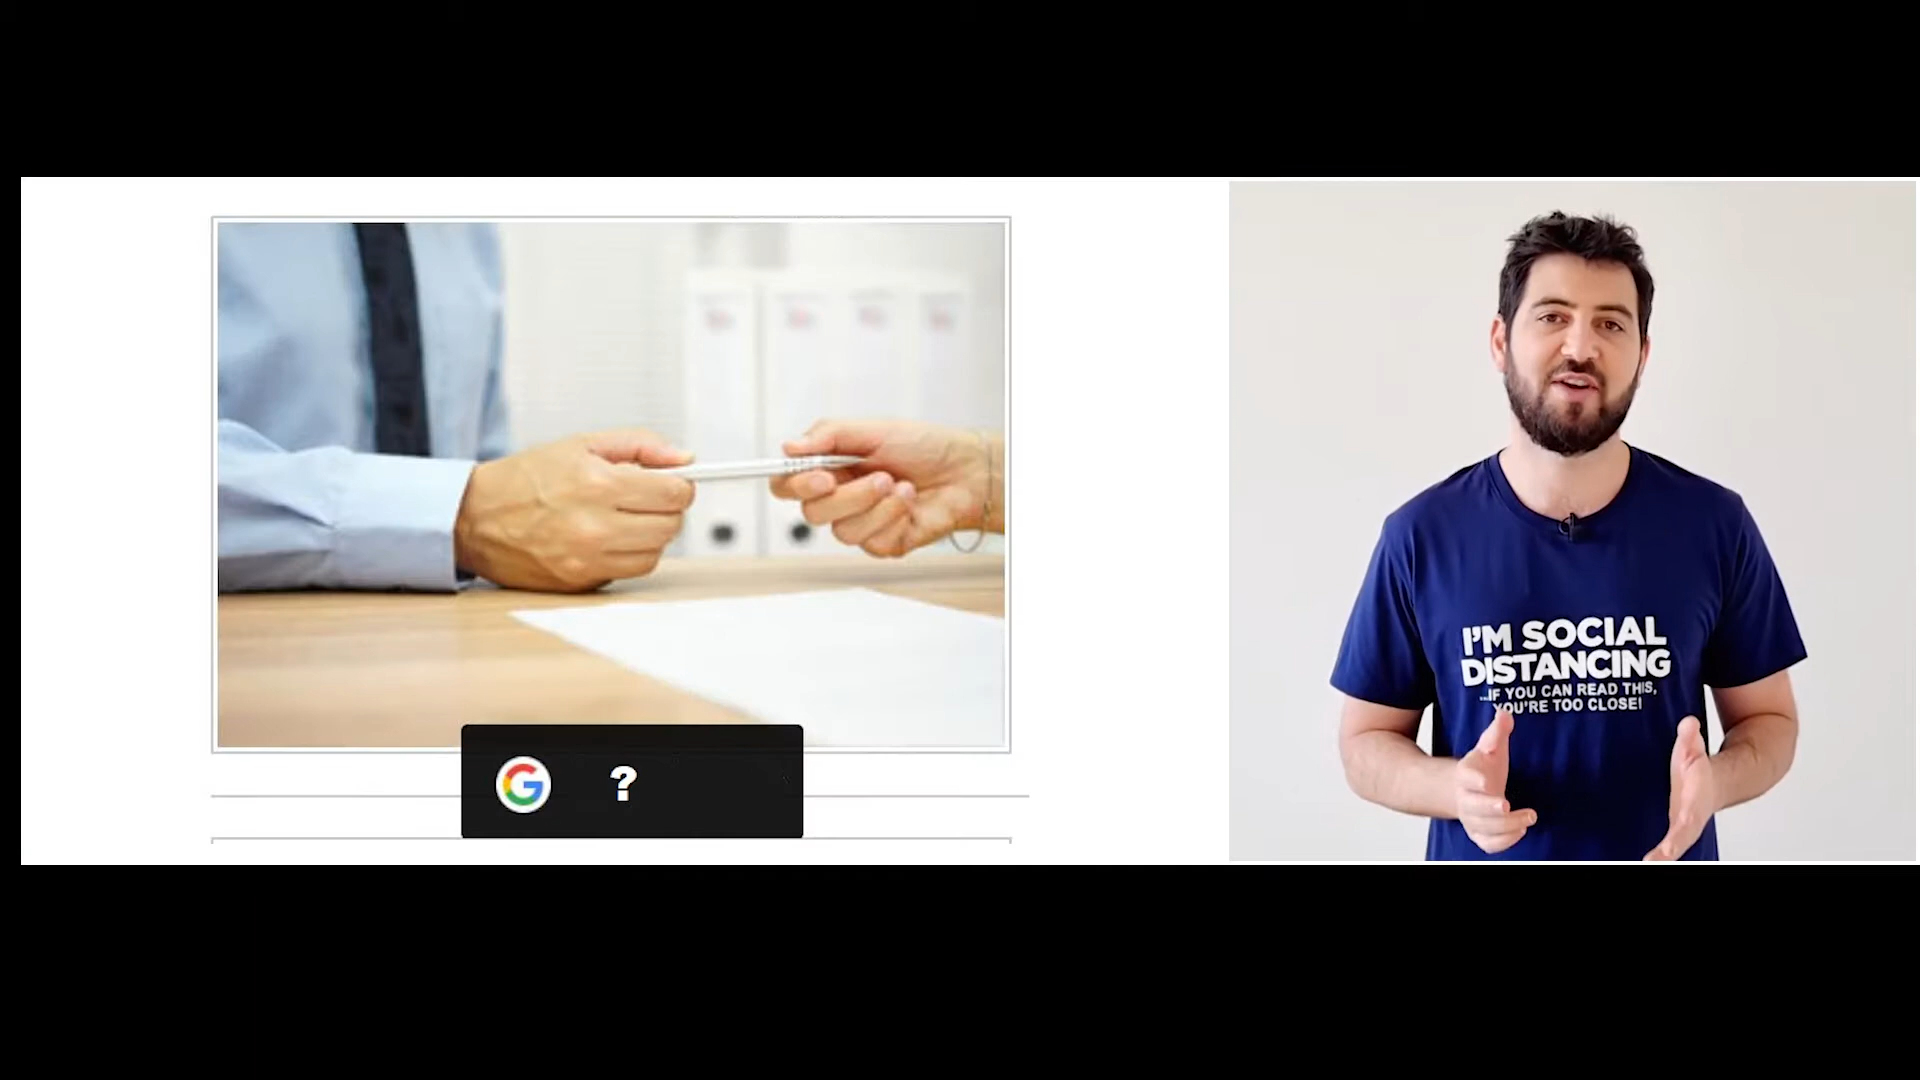 ?
I'M SOCIAL
DISTANCING
...IF YOU CAN READ THIS,
YOU'RE TOO CLOSE!